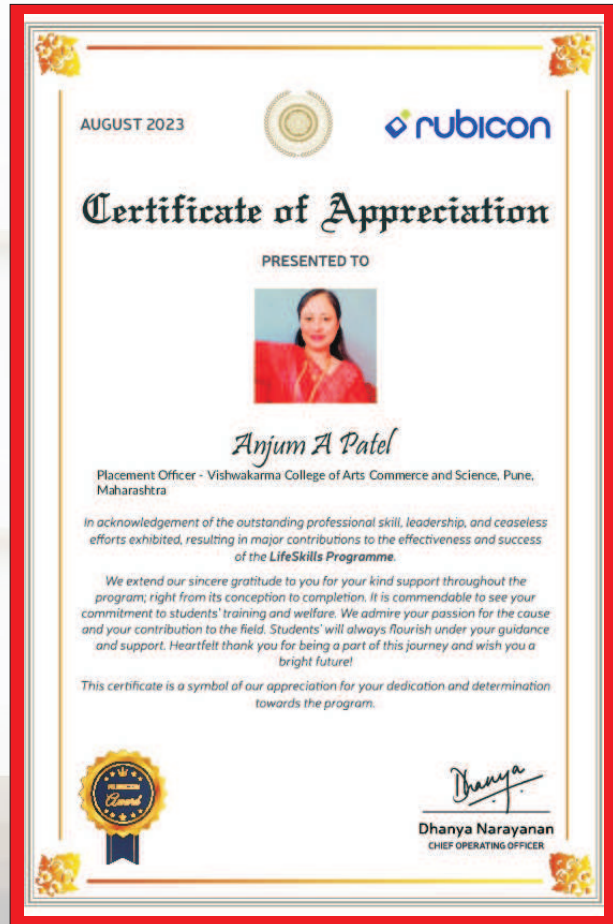 AUGUST 2023
rubicon
Certificate of Appreciation
PRESENTED TO
Anjum A Patel
Placement Officer - Vishwakarma College of Arts Commerce and Science, Pune,
Maharashtra
In acknowledgement of the outstanding professional skill, leadership, and ceaseless
efforts exhibited, resulting in major contributions to the effectiveness and success
of the LifeSkills Programme.
We extend our sincere gratitude to you for your kind support throughout the
program; right from its conception to completion. It is commendable to see your
commitment to students' training and welfare. We admire your passion for the cause
and your contribution to the field. Students' will always flourish under your guidance
and support. Heartfelt thank you for being a part of this journey and wish you a
bright future!
This certificate is a symbol of our appreciation for your dedication and determination
towards the program.
Award
Dhanya
Dhanya Narayanan
CHIEF OPERATING OFFICER